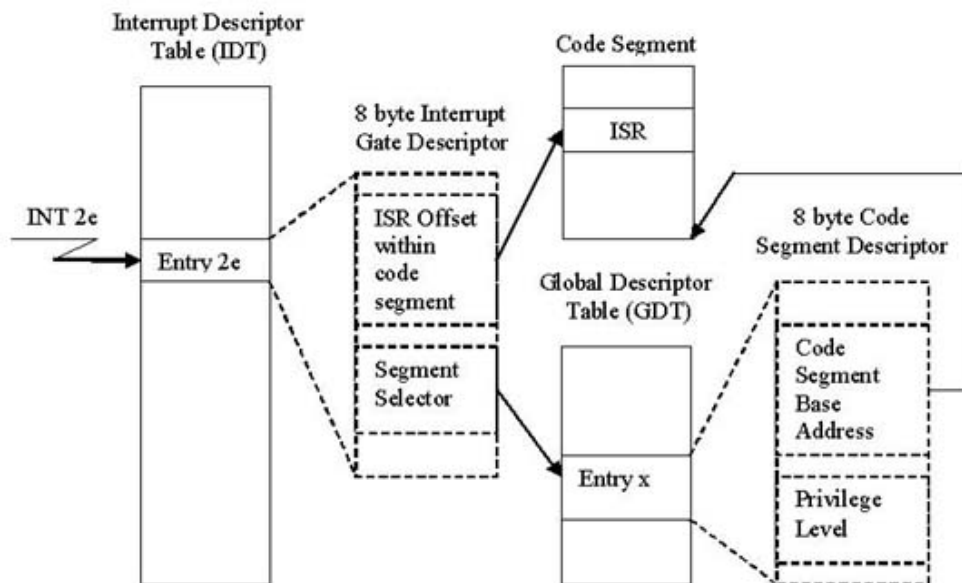 Interrupt Descriptor
Table (IDT)
INT 2e
Entry 2e
8 byte Interrupt
Gate Descriptor
ISR Offset
within
code
segment
Segment
Selector
Code Segment
ISR
Global Descriptor
Table (GDT)
Entry x
8 byte Code
Segment Descriptor
Code
Segment
Base
Address
Privilege
Level